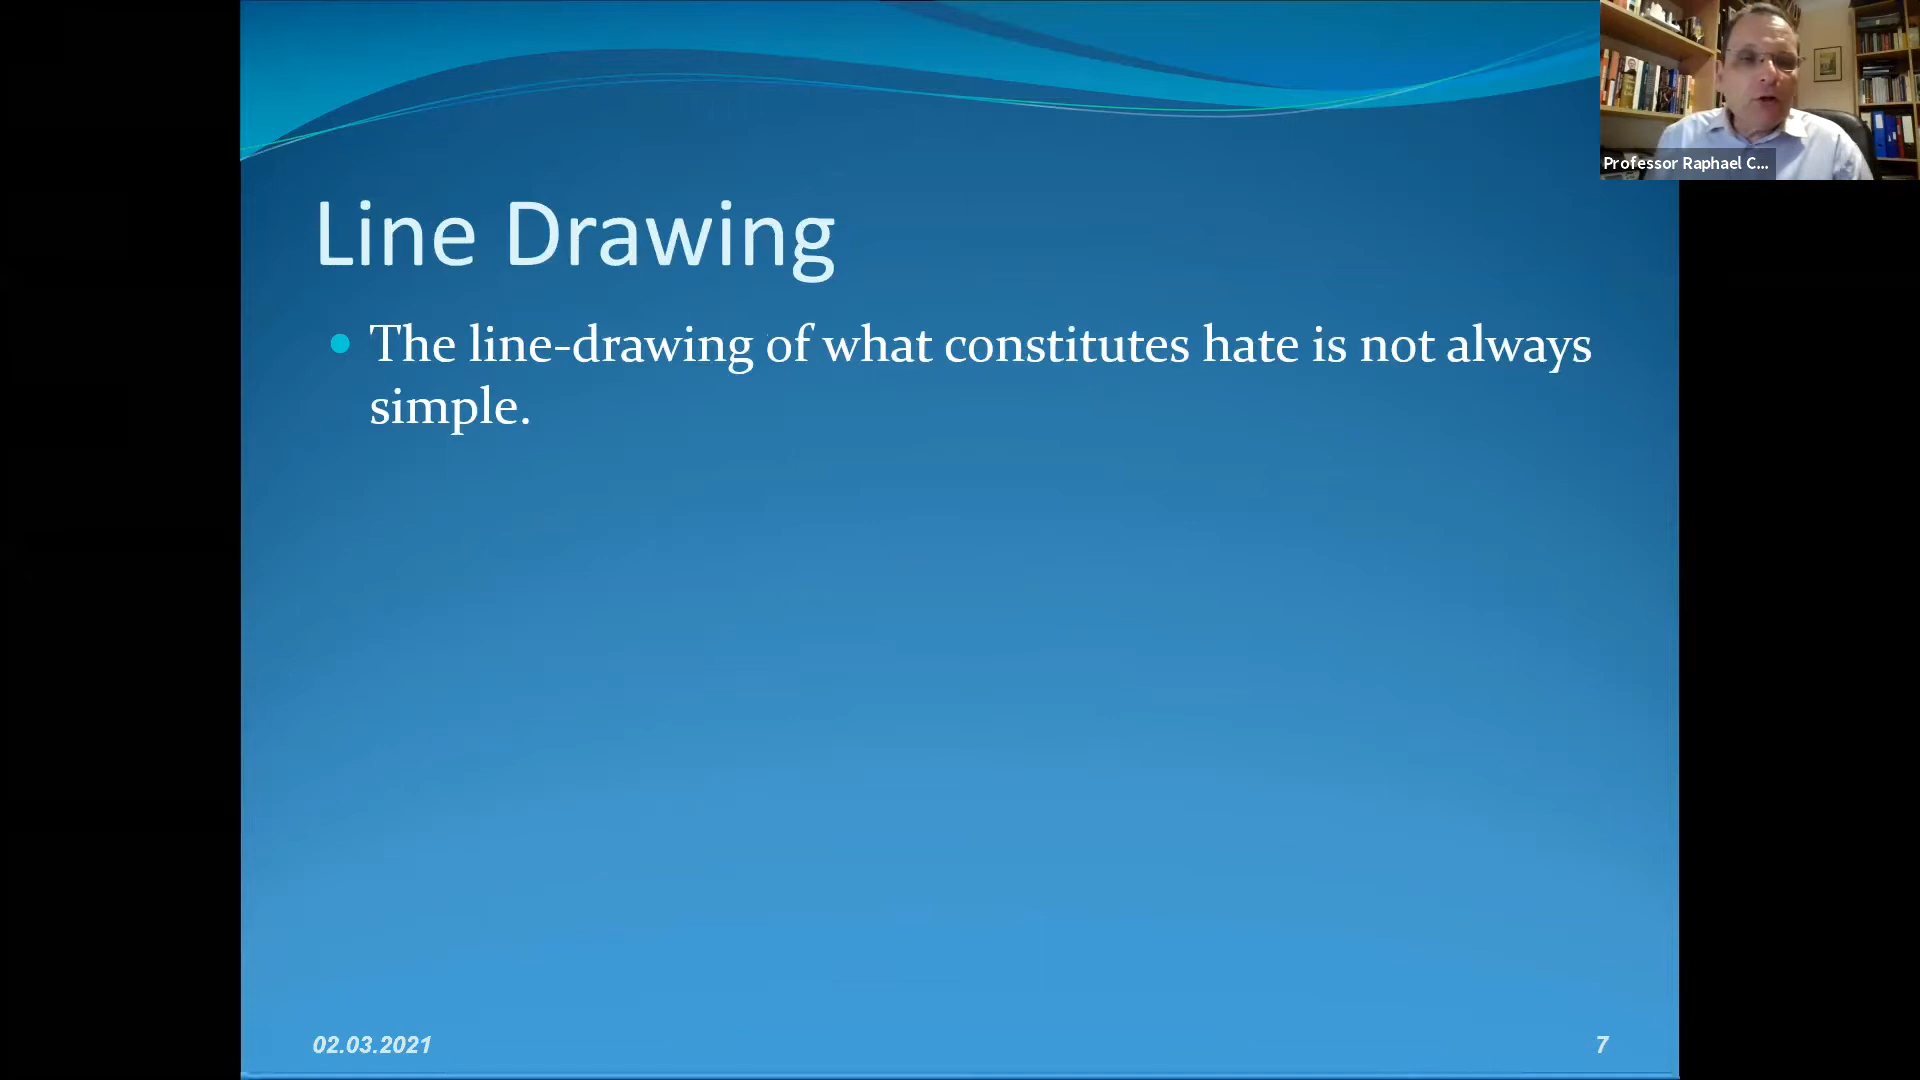 Professor Raphael C...
Line Drawing
The line-drawing of what constitutes hate is not always
simple.
02.03.2021
7